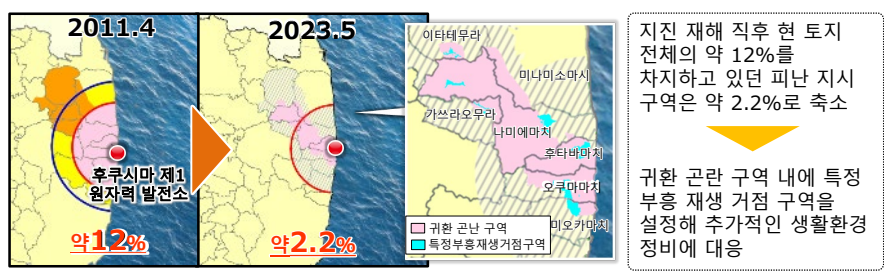 2011.4
후쿠시마 제1
원자력 발전소
약12%
2023.5
약2.2%
이타테무라
미나미소마시
가쓰라오무라
나미에마치
후타바마치
오쿠마마치
미오카마치
귀환 곤난 구역
특정부흥재생거점구역
지진 재해 직후 현 토지
전체의 약 12%를
차지하고 있던 피난 지시
구역은 약 2.2%로 축소
귀환 곤란 구역 내에 특정
부흥 재생 거점 구역을
설정해 추가적인 생활환경
정비에 대응